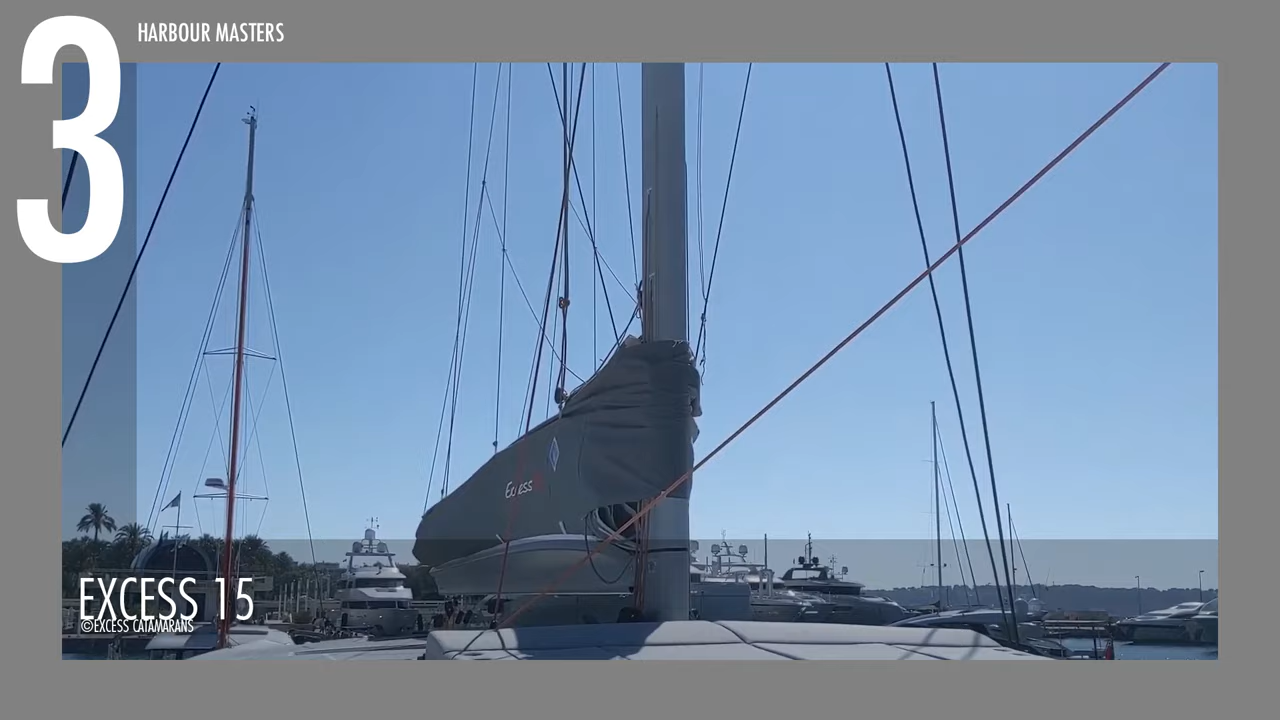 3
HARBOUR MASTERS
Excess
EXCESS 15
©EXCESS CATAMARANS